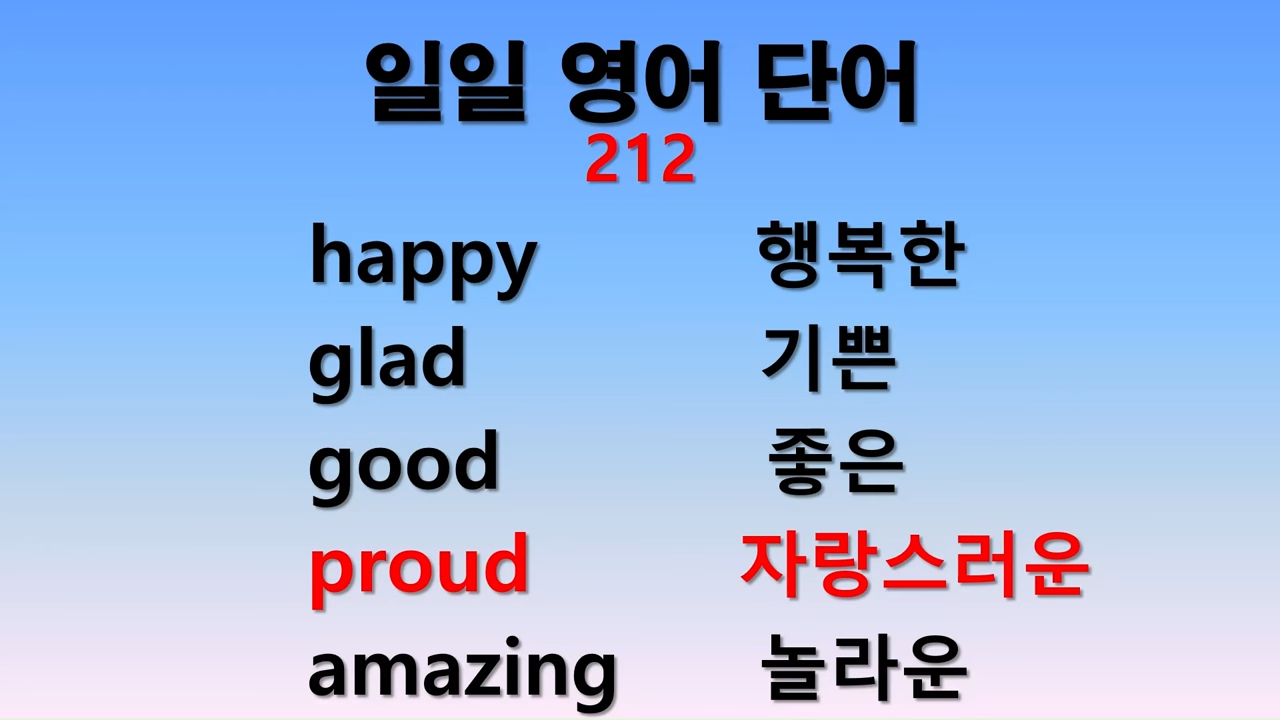 일일 영어 단어
212
happy 행복한
glad 기쁜
good 좋은
proud 자랑스러운
amazing 놀라운